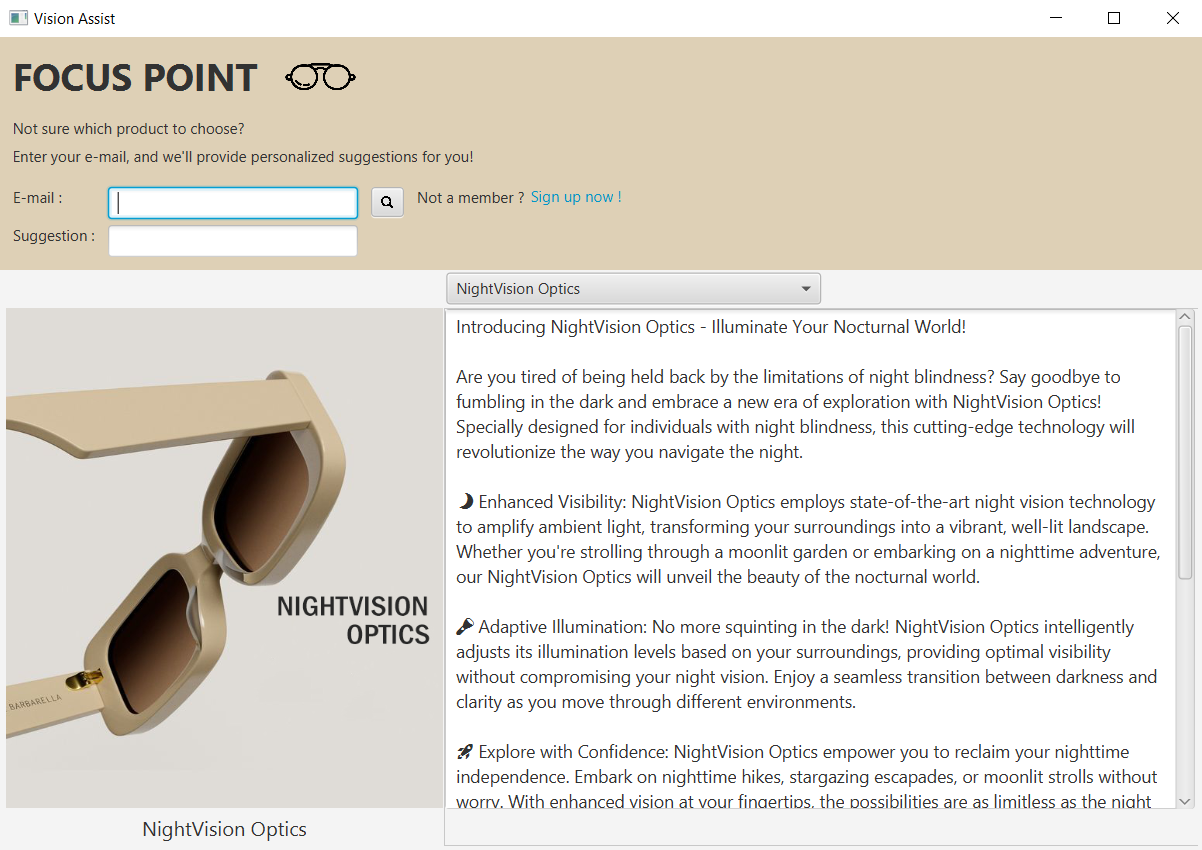 Vision Assist
FOCUS POINT
Not sure which product to choose?
Enter your e-mail, and we'll provide personalized suggestions for you!
E-mail :
Not a member ? Sign up now !
Suggestion :
NightVision Optics
Introducing NightVision Optics - Illuminate Your Nocturnal World!
Are you tired of being held back by the limitations of night blindness? Say goodbye to
fumbling in the dark and embrace a new era of exploration with NightVision Optics!
Specially designed for individuals with night blindness, this cutting-edge technology will
revolutionize the way you navigate the night.
🌙 Enhanced Visibility: NightVision Optics employs state-of-the-art night vision technology
to amplify ambient light, transforming your surroundings into a vibrant, well-lit landscape.
Whether you're strolling through a moonlit garden or embarking on a nighttime adventure,
our NightVision Optics will unveil the beauty of the nocturnal world.
🔦 Adaptive Illumination: No more squinting in the dark! NightVision Optics intelligently
adjusts its illumination levels based on your surroundings, providing optimal visibility
without compromising your night vision. Enjoy a seamless transition between darkness and
clarity as you move through different environments.
🚀 Explore with Confidence: NightVision Optics empower you to reclaim your nighttime
independence. Embark on nighttime hikes, stargazing escapades, or moonlit strolls without
worry. With enhanced vision at your fingertips, the possibilities are as limitless as the night
NIGHTVISION
OPTICS
BARBARELLA
NightVision Optics